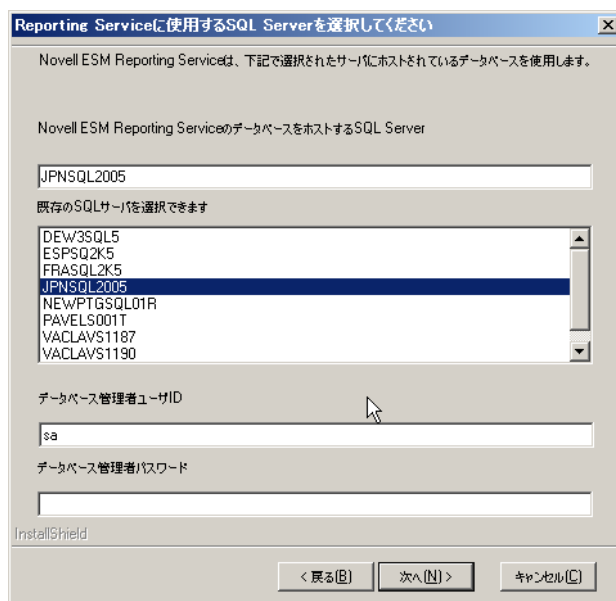 Reporting Serviceに使用するSQL Serverを選択してください
Novell ESM Reporting Serviceは、下記で選択されたサーバにホストされているデータベースを使用します。
Novell ESM Reporting ServiceのデータベースをホストするSQL Server
JPNSQL2005
既存のSQLサーバを選択できます
DEW3SQL5
ESPSQ2K5
FRASQL2K5
JPNSQL2005
NEWPTGSQL01R
PAVELS001T
VACLAVS1187
VACLAVS1190
データベース管理者ユーザID
sa
データベース管理者パスワード
InstallShield
< 戻る(B) 次へ(N) > キャンセル(C)